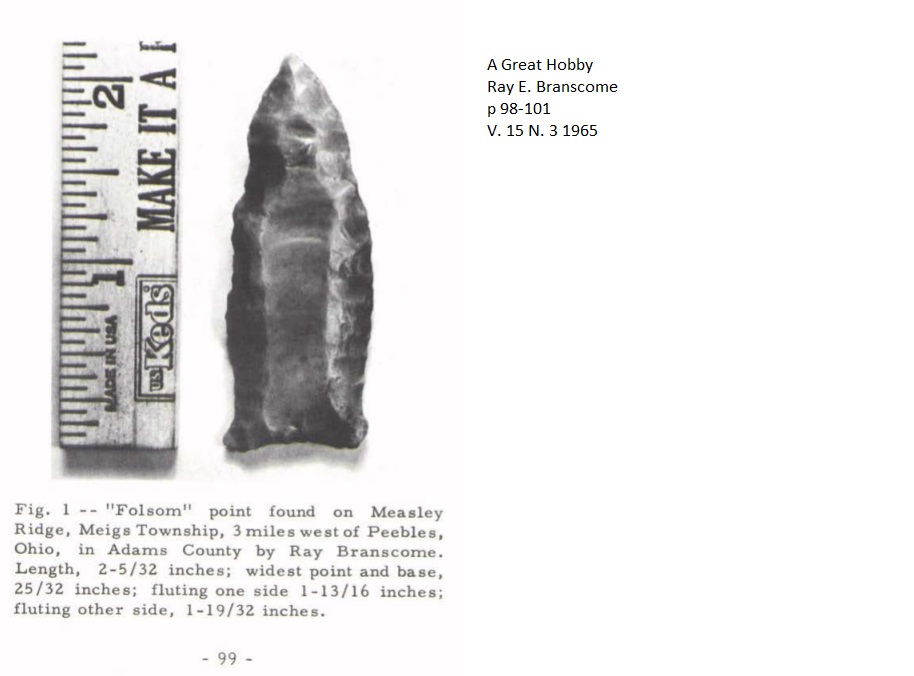 2
1
MAKE IT A
MADE IN USA
US Keds
A Great Hobby
Ray E. Branscome
p 98-101
V. 15 N. 3 1965
Fig. 1 -- "Folsom" point found on Measley
Ridge, Meigs Township, 3 miles west of Peebles,
Ohio, in Adams County by Ray Branscome.
Length, 2-5/32 inches; widest point and base,
25/32 inches; fluting one side 1-13/16 inches;
fluting other side, 1-19/32 inches.
- 99 -